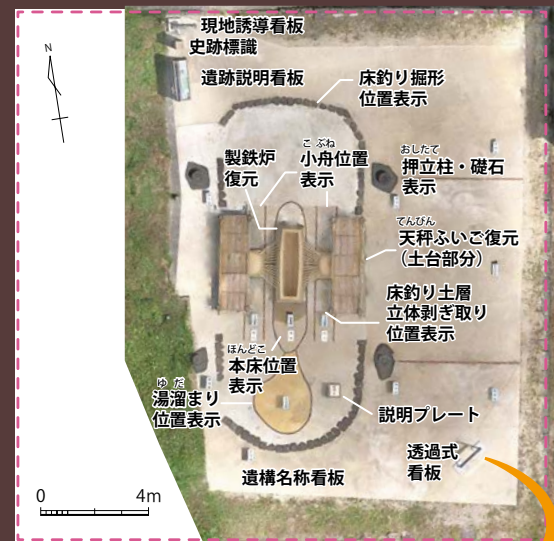 現地誘導看板
史跡標識
遺跡説明看板
N
床釣り掘形
位置表示
製鉄炉
復元
こぶね
小舟位置
表示
おしたて
押立柱・礎石
表示
てんびん
天秤ふいご復元
（土台部分）
床釣り土層
立体剥ぎ取り
位置表示
ほんどこ
本床位置
表示
ゆだ
湯溜まり
位置表示
説明プレート
透過式
看板
遺構名称看板
0 4m